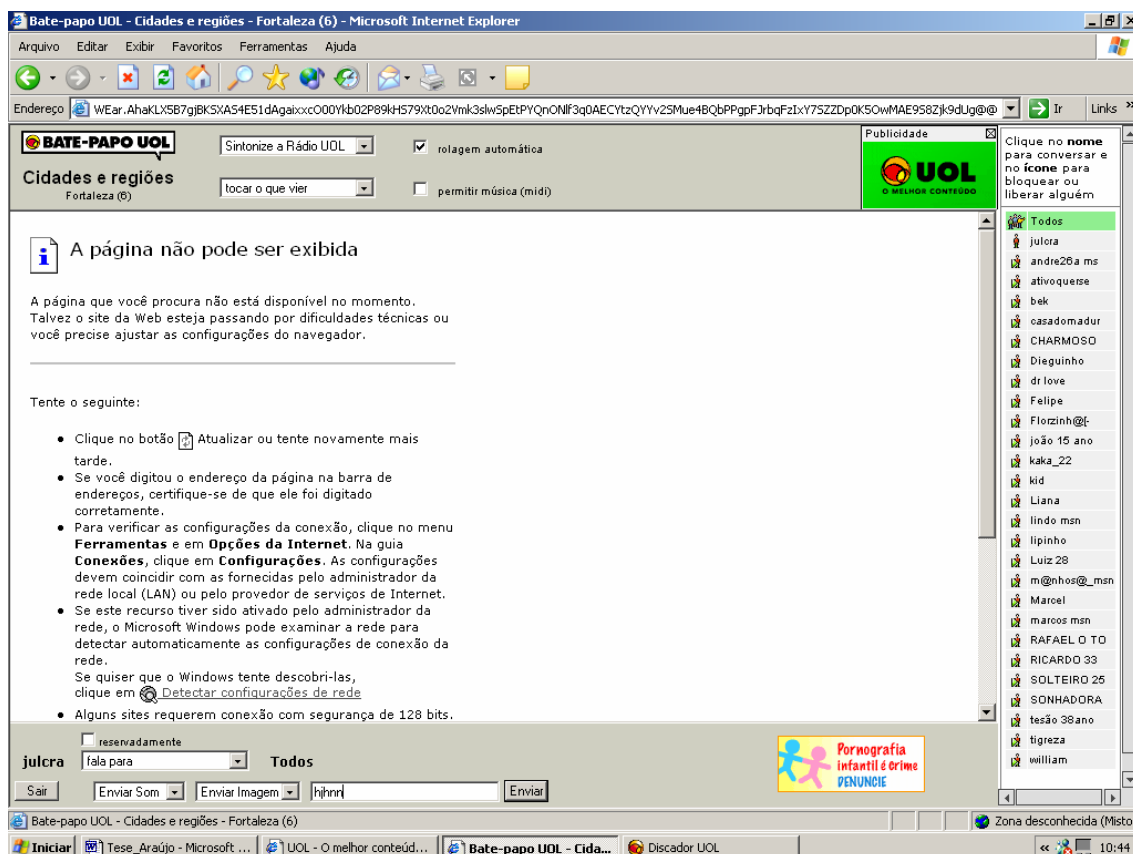 Bate-papo UOL - Cidades e regiões - Fortaleza (6) - Microsoft Internet Explorer
Arquivo Editar Exibir Favoritos Ferramentas Ajuda
Endereço
Ir Links »
BATE-PAPO UOL
Sintonize a Rádio UOL
rolagem automática
Cidades e regiões
Fortaleza (6)
tocar o que vier
permitir música (midi)
Publicidade
UOL
O MELHOR CONTEÚDO
Clique no nome
para conversar e
no ícone para
bloquear ou
liberar alguém
Todos
julcra
andre26a ms
ativoquerse
bek
casadomadur
CHARMOSO
Dieguinho
dr love
Felipe
Florzinh@{-
joão 15 ano
kaka_22
kid
Liana
lindo msn
lipinho
Luiz 28
m@nhos@_msn
Marcel
marcos msn
RAFAEL O TO
RICARDO 33
SOLTEIRO 25
SONHADORA
tesão 38ano
tigreza
william
A página não pode ser exibida
A página que você procura não está disponível no momento.
Talvez o site da Web esteja passando por dificuldades técnicas ou
você precise ajustar as configurações do navegador.
Tente o seguinte:
• Clique no botão Atualizar ou tente novamente mais
tarde.
• Se você digitou o endereço da página na barra de
endereços, certifique-se de que ele foi digitado
corretamente.
• Para verificar as configurações da conexão, clique no menu
Ferramentas e em Opções da Internet. Na guia
Conexões, clique em Configurações. As configurações
devem coincidir com as fornecidas pelo administrador da
rede local (LAN) ou pelo provedor de serviços de Internet.
• Se este recurso tiver sido ativado pelo administrador da
rede, o Microsoft Windows pode examinar a rede para
detectar automaticamente as configurações de conexão da
rede.
Se quiser que o Windows tente descobri-las,
clique em Detectar configurações de rede
• Alguns sites requerem conexão com segurança de 128 bits.
reservadamente
julcra fala para Todos
Sair Enviar Som Enviar Imagem hjhnn Enviar
Pornografia
infantil é crime
DENUNCIE
Bate-papo UOL - Cidades e regiões - Fortaleza (6)
Zona desconhecida (Misto
Iniciar Tese_Araújo - Microsoft ... UOL - O melhor conteúd... Bate-papo UOL - Cida... Discador UOL « 10:44